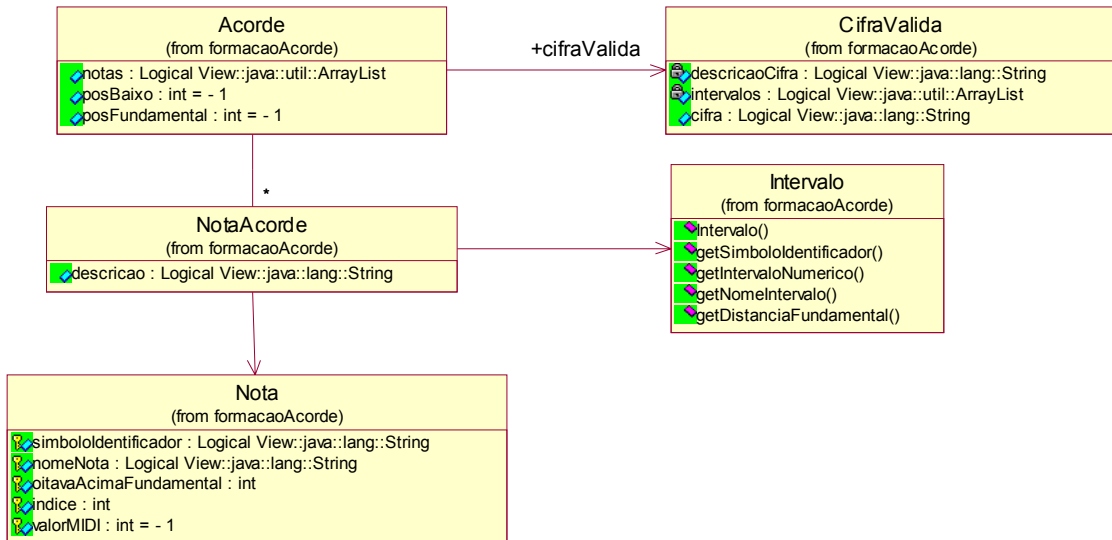 Acorde
(from formacaoAcorde)
notas : Logical View::java::util::ArrayList
posBaixo : int = - 1
posFundamental : int = - 1
+cifraValida
CifraValida
(from formacaoAcorde)
descricaoCifra : Logical View::java::lang::String
intervalos : Logical View::java::util::ArrayList
cifra : Logical View::java::lang::String
*
NotaAcorde
(from formacaoAcorde)
descricao : Logical View::java::lang::String
Intervalo
(from formacaoAcorde)
Intervalo()
getSimboloIdentificador()
getIntervaloNumerico()
getNomeIntervalo()
getDistanciaFundamental()
Nota
(from formacaoAcorde)
simboloIdentificador : Logical View::java::lang::String
nomeNota : Logical View::java::lang::String
oitavaAcimaFundamental : int
indice : int
valorMIDI : int = - 1